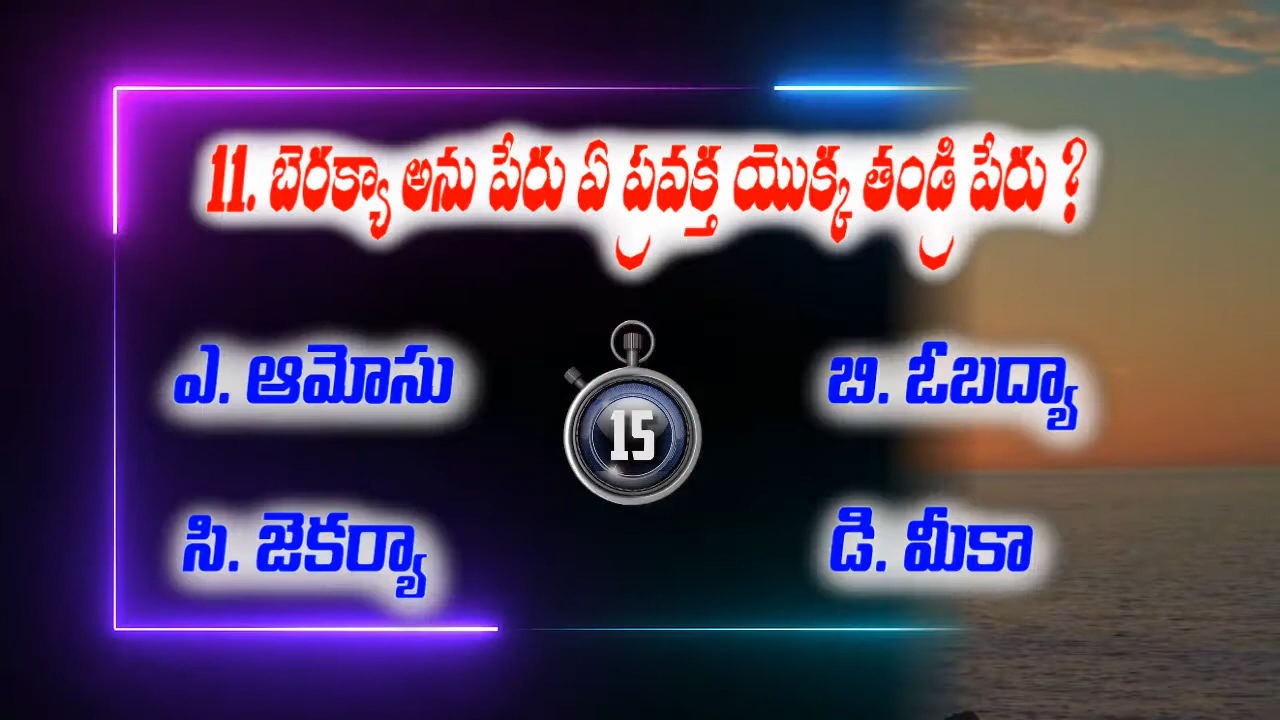 11. బెరక్యా అను పేరు ఏ ప్రవక్త యొక్క తండ్రి పేరు ?
ఎ. ఆమోసు
బి. ఓబద్యా
15
సి. జెకర్యా
డి. మీకా